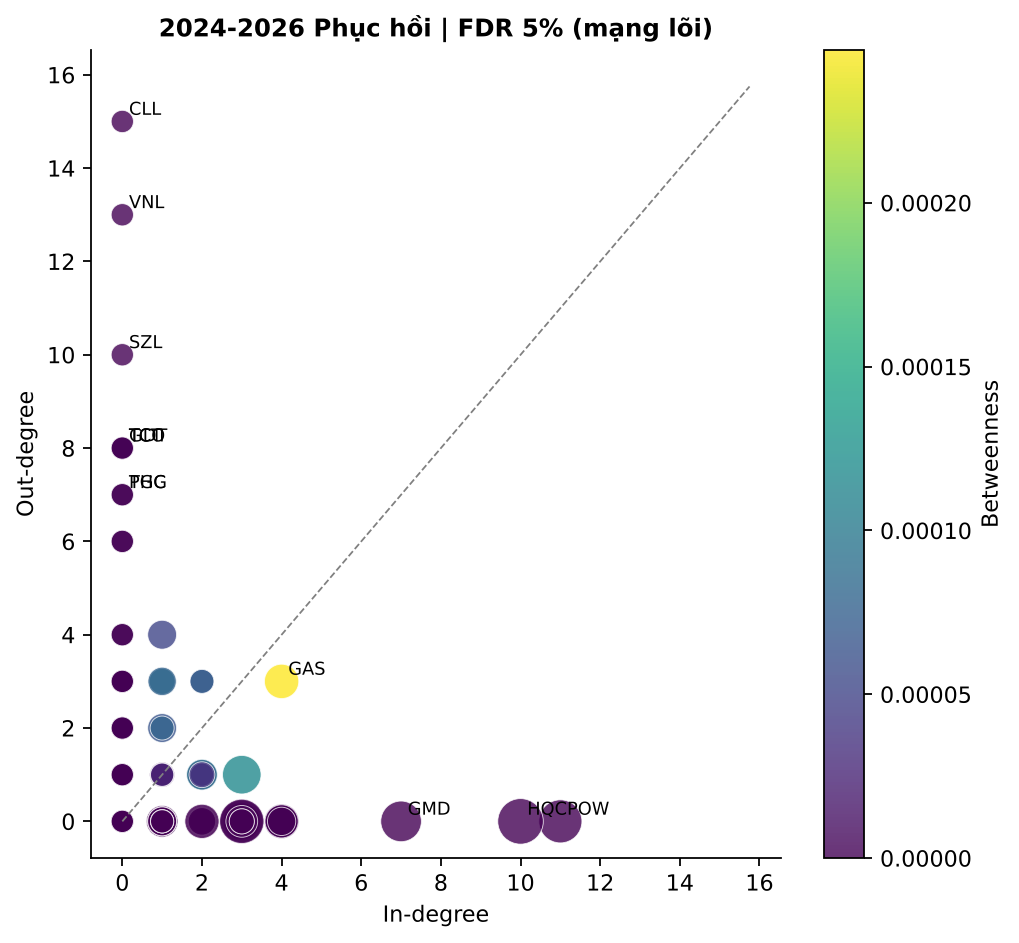 2024-2026 Phục hồi | FDR 5% (mạng lõi)
16
14
12
10
8
6
4
2
0
Out-degree
CLL
VNL
SZL
GAS
GMD
HQCPOW
0 2 4 6 8 10 12 14 16
In-degree
0.00020
0.00015
0.00010
0.00005
0.00000
Betweenness